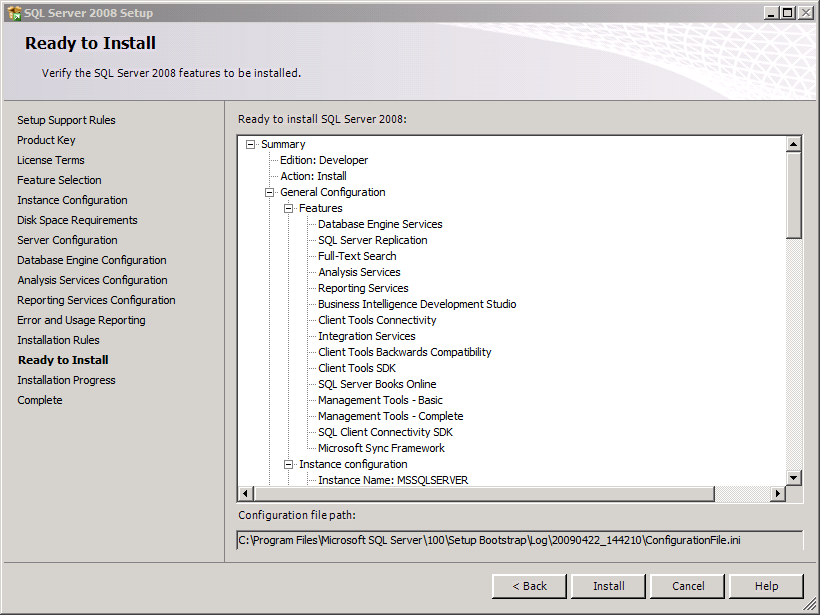 SQL Server 2008 Setup
Ready to Install
Verify the SQL Server 2008 features to be installed.
Setup Support Rules
Product Key
License Terms
Feature Selection
Instance Configuration
Disk Space Requirements
Server Configuration
Database Engine Configuration
Analysis Services Configuration
Reporting Services Configuration
Error and Usage Reporting
Installation Rules
Ready to Install
Installation Progress
Complete
Ready to install SQL Server 2008:
Summary
Edition: Developer
Action: Install
General Configuration
Features
Database Engine Services
SQL Server Replication
Full-Text Search
Analysis Services
Reporting Services
Business Intelligence Development Studio
Client Tools Connectivity
Integration Services
Client Tools Backwards Compatibility
Client Tools SDK
SQL Server Books Online
Management Tools - Basic
Management Tools - Complete
SQL Client Connectivity SDK
Microsoft Sync Framework
Instance configuration
Instance Name: MSSQLSERVER
Configuration file path:
C:\Program Files\Microsoft SQL Server\100\Setup Bootstrap\Log\20090422_144210\ConfigurationFile.ini
< Back
Install
Cancel
Help